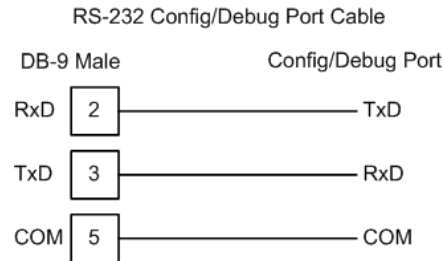 RS-232 Config/Debug Port Cable
DB-9 Male Config/Debug Port
RxD 2 TxD
TxD 3 RxD
COM 5 COM